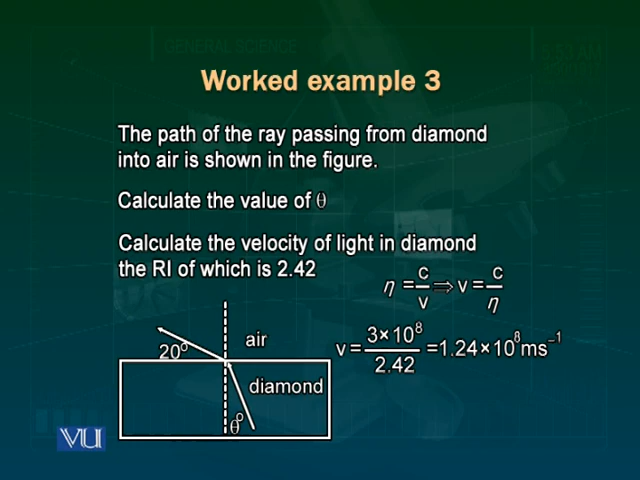 GENERAL SCIENCE
Worked example 3
The path of the ray passing from diamond
into air is shown in the figure.
Calculate the value of θ
Calculate the velocity of light in diamond
the RI of which is 2.42
η = c/v ⇒ v = c/η
v = 3×10⁸/2.42 = 1.24×10⁸ms⁻¹
20º
air
diamond
θº
VU